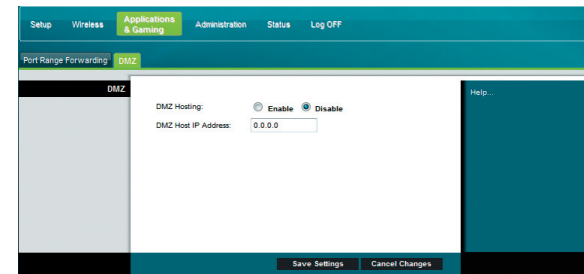 Setup Wireless Applications & Gaming Administration Status Log OFF
Port Range Forwarding DMZ
DMZ Help...
DMZ Hosting: Enable Disable
DMZ Host IP Address: 0.0.0.0
Save Settings Cancel Changes